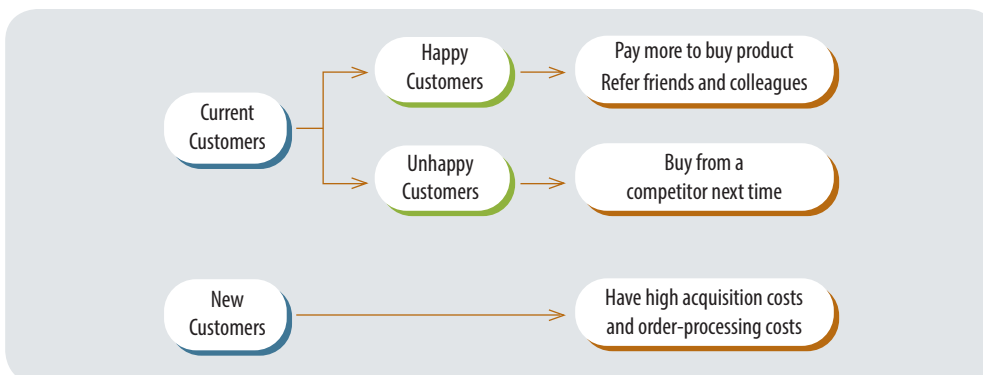 Current
Customers
Happy
Customers
Pay more to buy product
Refer friends and colleagues
Unhappy
Customers
Buy from a
competitor next time
New
Customers
Have high acquisition costs
and order-processing costs